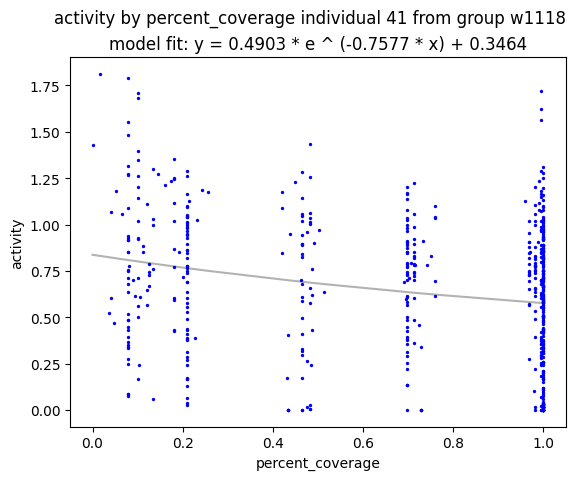 activity by percent_coverage individual 41 from group w1118
model fit: y = 0.4903 * e ^ (-0.7577 * x) + 0.3464
1.75
1.50
1.25
1.00
0.75
0.50
0.25
0.00
activity
0.0 0.2 0.4 0.6 0.8 1.0
percent_coverage